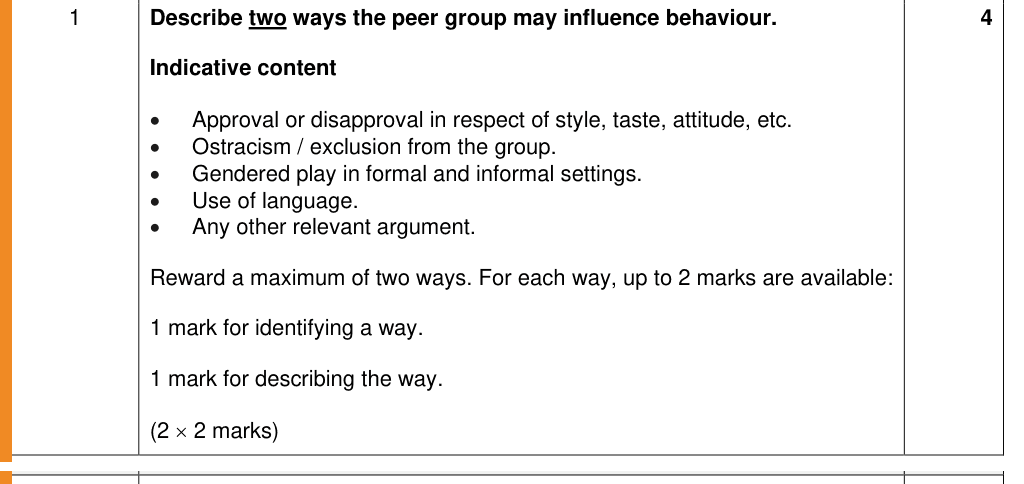 1 Describe two ways the peer group may influence behaviour. 4
Indicative content
• Approval or disapproval in respect of style, taste, attitude, etc.
• Ostracism / exclusion from the group.
• Gendered play in formal and informal settings.
• Use of language.
• Any other relevant argument.
Reward a maximum of two ways. For each way, up to 2 marks are available:
1 mark for identifying a way.
1 mark for describing the way.
(2 × 2 marks)